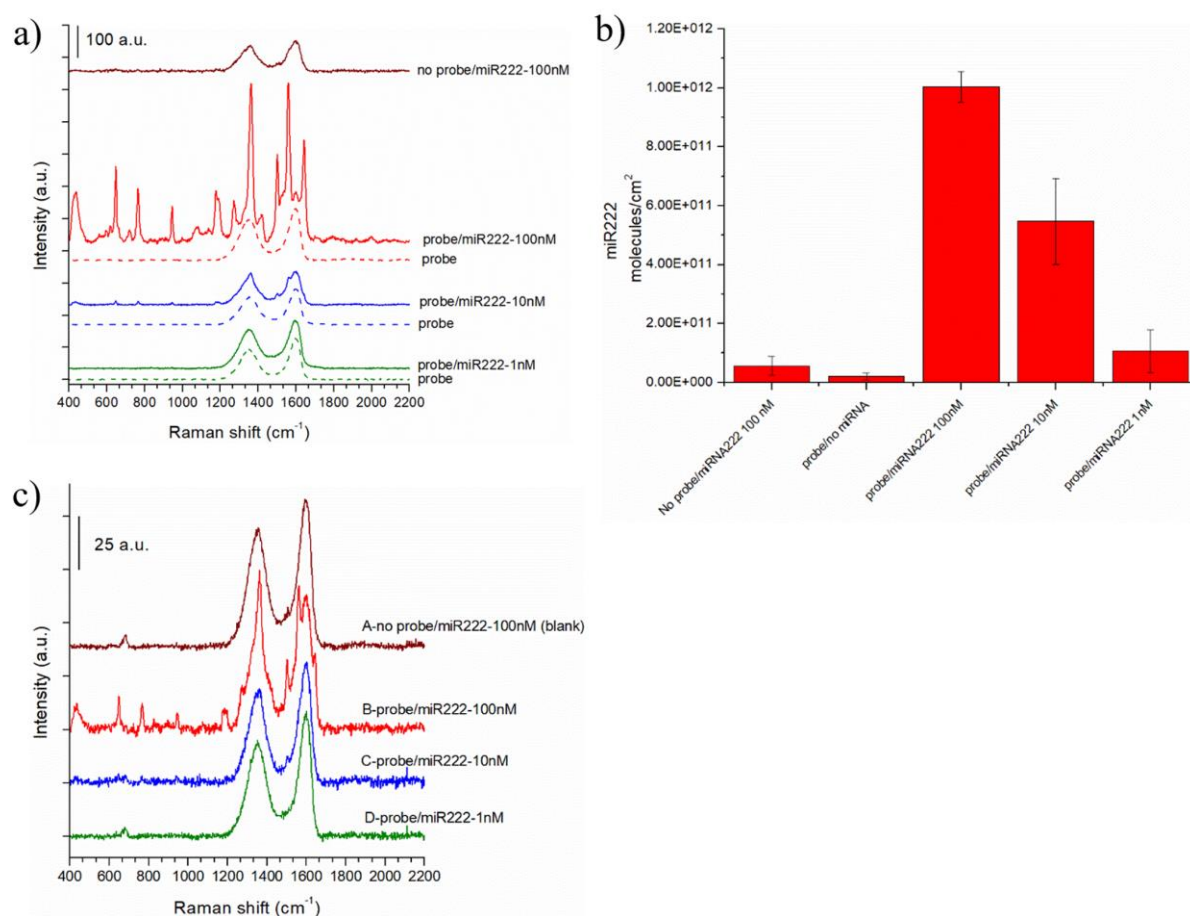 a)
100 a.u.
no probe/miR222-100nM
probe/miR222-100nM
probe
probe/miR222-10nM
probe
probe/miR222-1nM
probe
Intensity (a.u.)
400 600 800 1000 1200 1400 1600 1800 2000 2200
Raman shift (cm⁻¹)
b)
1.20E+012
1.00E+012
8.00E+011
6.00E+011
4.00E+011
2.00E+011
0.00E+000
miR222
molecules/cm²
No probe/miRNA222 100 nM
probe/no miRNA
probe/miRNA222 100nM
probe/miRNA222 10nM
probe/miRNA222 1nM
c)
25 a.u.
A-no probe/miR222-100nM (blank)
B-probe/miR222-100nM
C-probe/miR222-10nM
D-probe/miR222-1nM
Intensity (a.u.)
400 600 800 1000 1200 1400 1600 1800 2000 2200
Raman shift (cm⁻¹)